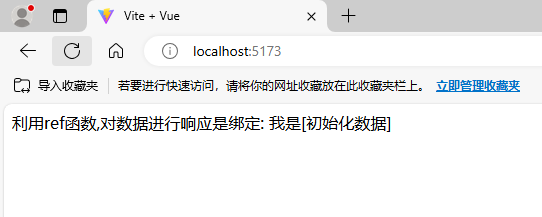 Vite + Vue
localhost:5173
导入收藏夹 若要进行快速访问，请将你的网址收藏放在此收藏夹栏上。 立即管理收藏夹
利用ref函数,对数据进行响应是绑定: 我是[初始化数据]